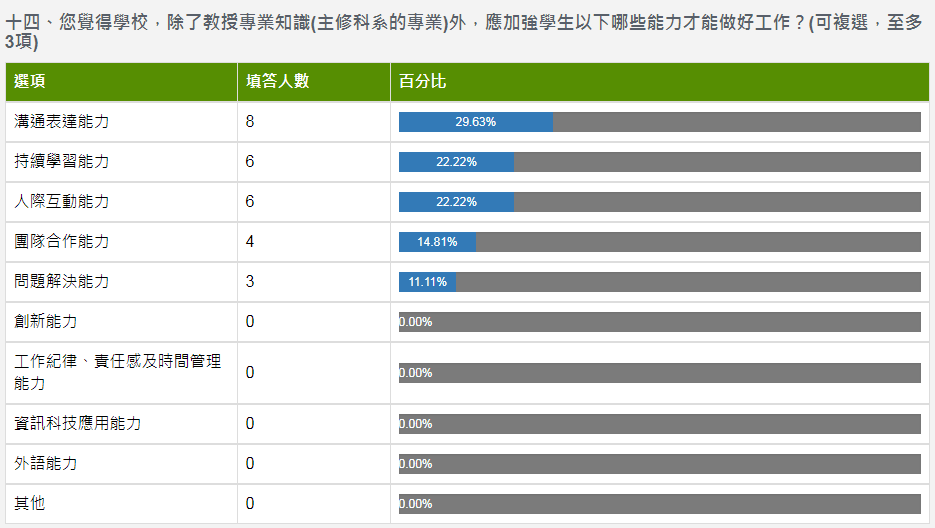 十四、您覺得學校，除了教授專業知識(主修科系的專業)外，應加強學生以下哪些能力才能做好工作？(可複選，至多
3項)
選項 填答人數 百分比
溝通表達能力 8 29.63%
持續學習能力 6 22.22%
人際互動能力 6 22.22%
團隊合作能力 4 14.81%
問題解決能力 3 11.11%
創新能力 0 0.00%
工作紀律、責任感及時間管理
能力 0 0.00%
資訊科技應用能力 0 0.00%
外語能力 0 0.00%
其他 0 0.00%